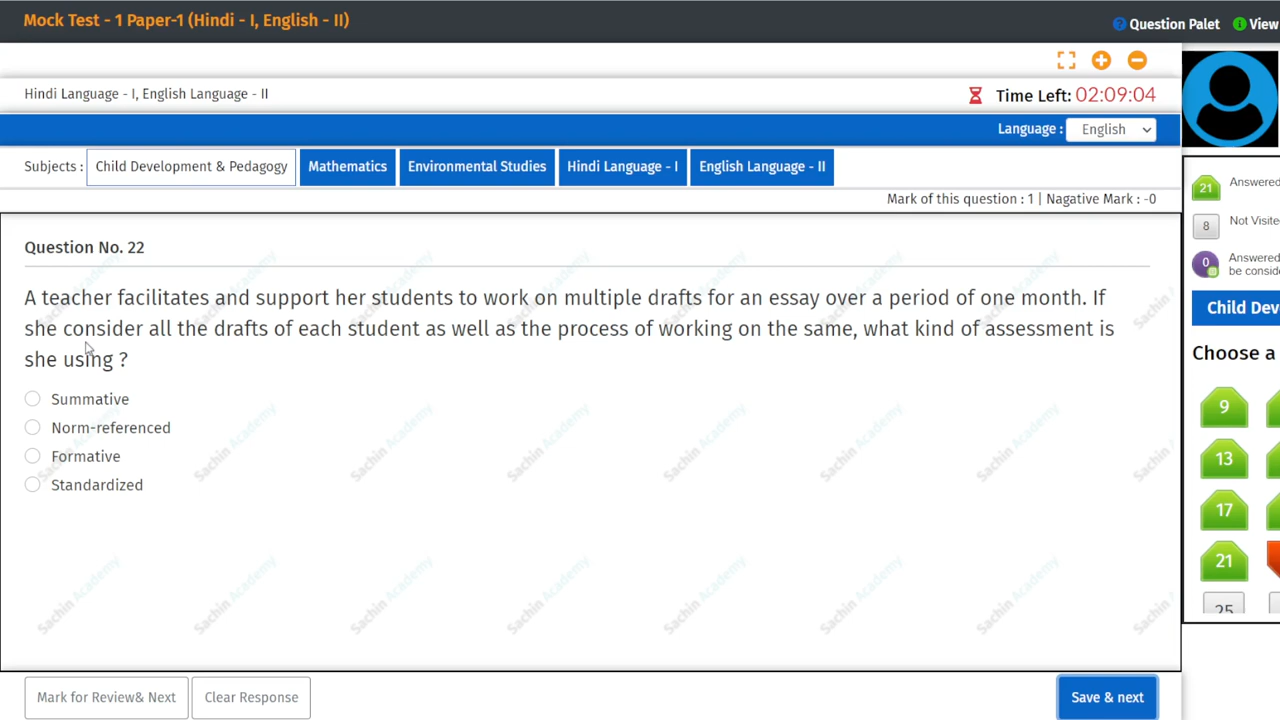 Mock Test - 1 Paper-1 (Hindi - I, English - II)
? Question Palet
i View
Hindi Language - I, English Language - II
Time Left: 02:09:04
Language : English
Subjects : Child Development & Pedagogy Mathematics Environmental Studies Hindi Language - I English Language - II
Mark of this question : 1 | Nagative Mark : -0
Question No. 22
A teacher facilitates and support her students to work on multiple drafts for an essay over a period of one month. If
she consider all the drafts of each student as well as the process of working on the same, what kind of assessment is
she using ?
Summative
Norm-referenced
Formative
Standardized
Sachin Academy
Mark for Review& Next
Clear Response
Save & next
21 Answered
8 Not Visite
0 Answered
be consid
Child Dev
Choose a
9
13
17
21
25